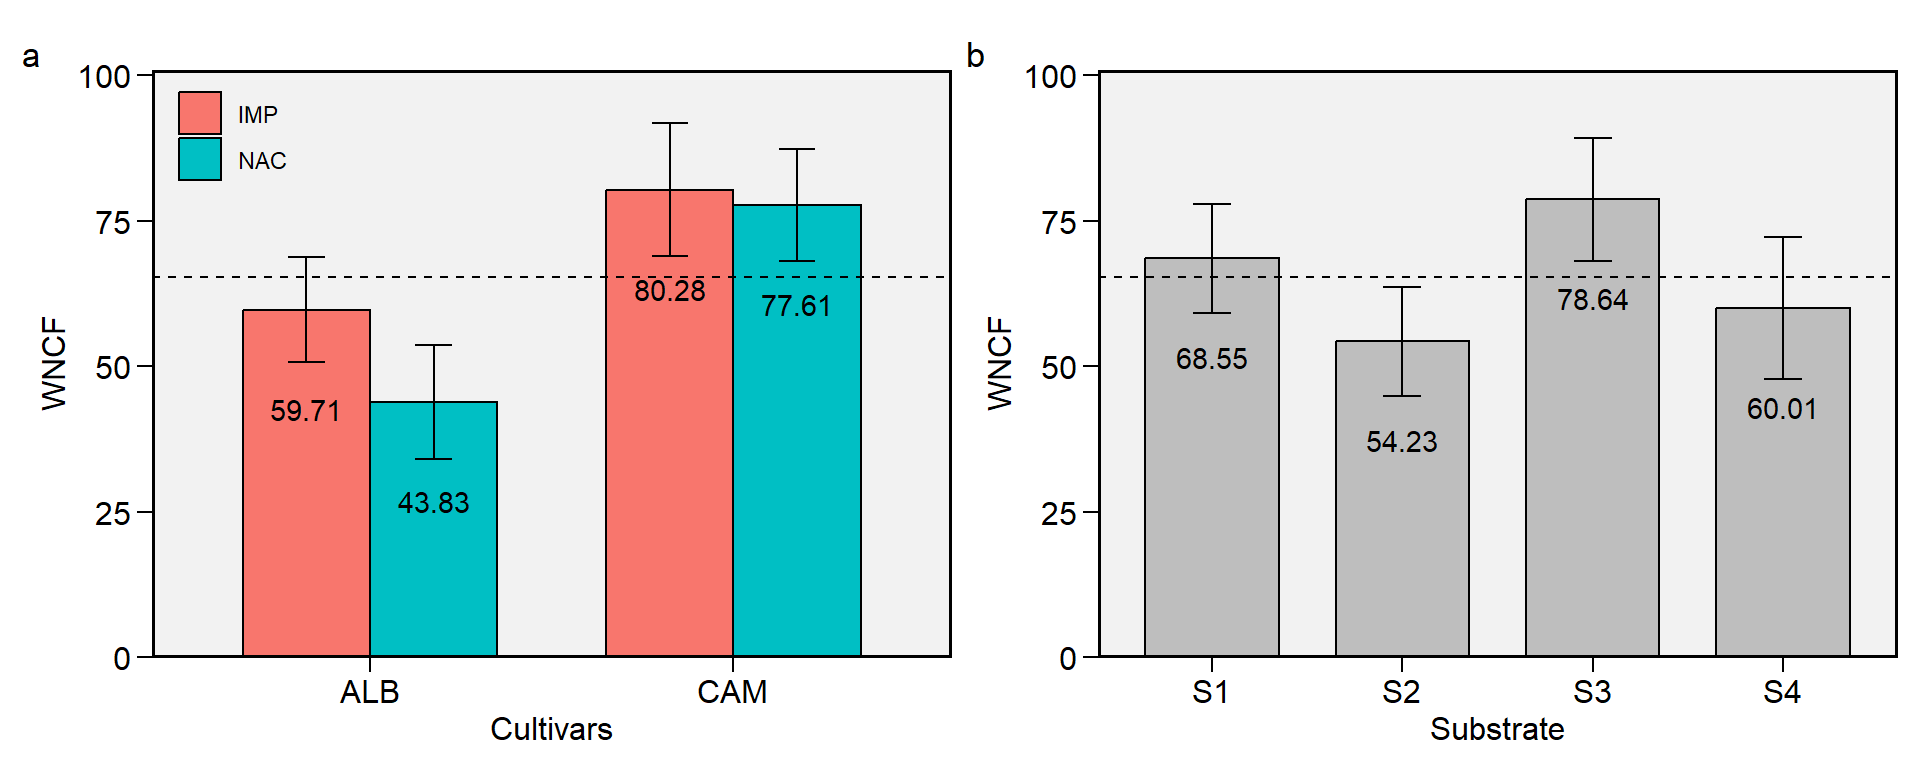 a
100
75
50
25
0
WNCF
IMP
NAC
59.71
43.83
80.28
77.61
ALB
CAM
Cultivars
b
100
75
50
25
0
WNCF
68.55
54.23
78.64
60.01
S1
S2
S3
S4
Substrate